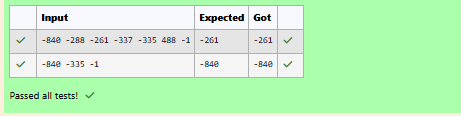 Input Expected Got
-840 -288 -261 -337 -335 488 -1 -261 -261
-840 -335 -1 -840 -840
Passed all tests!